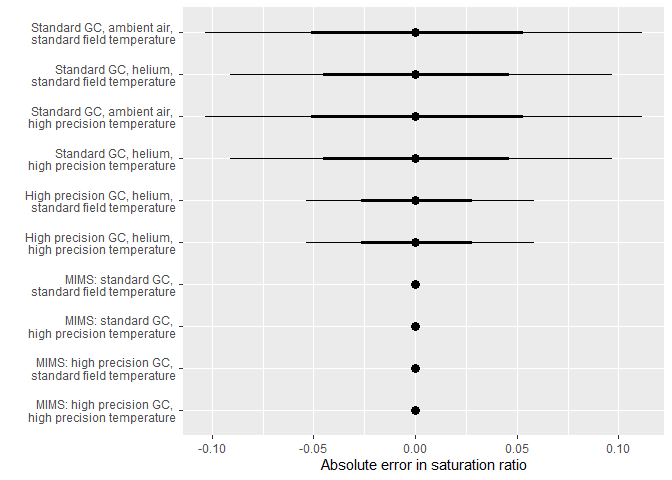 Standard GC, ambient air,
standard field temperature
Standard GC, helium,
standard field temperature
Standard GC, ambient air,
high precision temperature
Standard GC, helium,
high precision temperature
High precision GC, helium,
standard field temperature
High precision GC, helium,
high precision temperature
MIMS: standard GC,
standard field temperature
MIMS: standard GC,
high precision temperature
MIMS: high precision GC,
standard field temperature
MIMS: high precision GC,
high precision temperature
-0.10 -0.05 0.00 0.05 0.10
Absolute error in saturation ratio